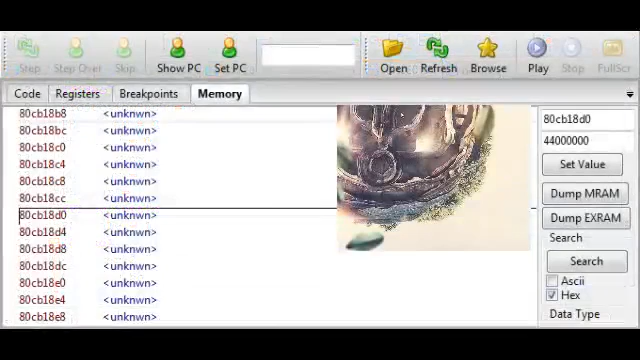 Step Step Over Skip Show PC Set PC Open Refresh Browse Play Stop FullScr
Code Registers Breakpoints Memory
80cb18b8 <unknwn>
80cb18bc <unknwn>
80cb18c0 <unknwn>
80cb18c4 <unknwn>
80cb18c8 <unknwn>
80cb18cc <unknwn>
80cb18d0 <unknwn>
80cb18d4 <unknwn>
80cb18d8 <unknwn>
80cb18dc <unknwn>
80cb18e0 <unknwn>
80cb18e4 <unknwn>
80cb18e8 <unknwn>
80cb18d0
44000000
Set Value
Dump MRAM
Dump EXRAM
Search
Search
Ascii
Hex
Data Type